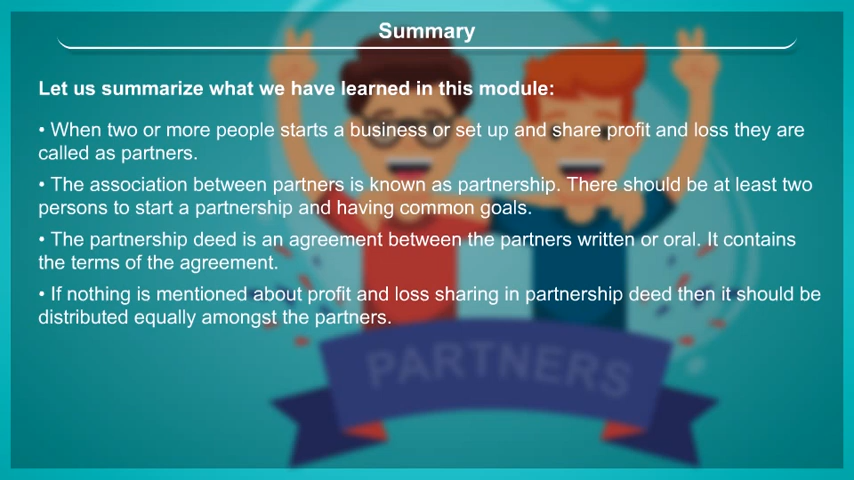 Summary
Let us summarize what we have learned in this module:
• When two or more people starts a business or set up and share profit and loss they are
called as partners.
• The association between partners is known as partnership. There should be at least two
persons to start a partnership and having common goals.
• The partnership deed is an agreement between the partners written or oral. It contains
the terms of the agreement.
• If nothing is mentioned about profit and loss sharing in partnership deed then it should be
distributed equally amongst the partners.
PARTNERS